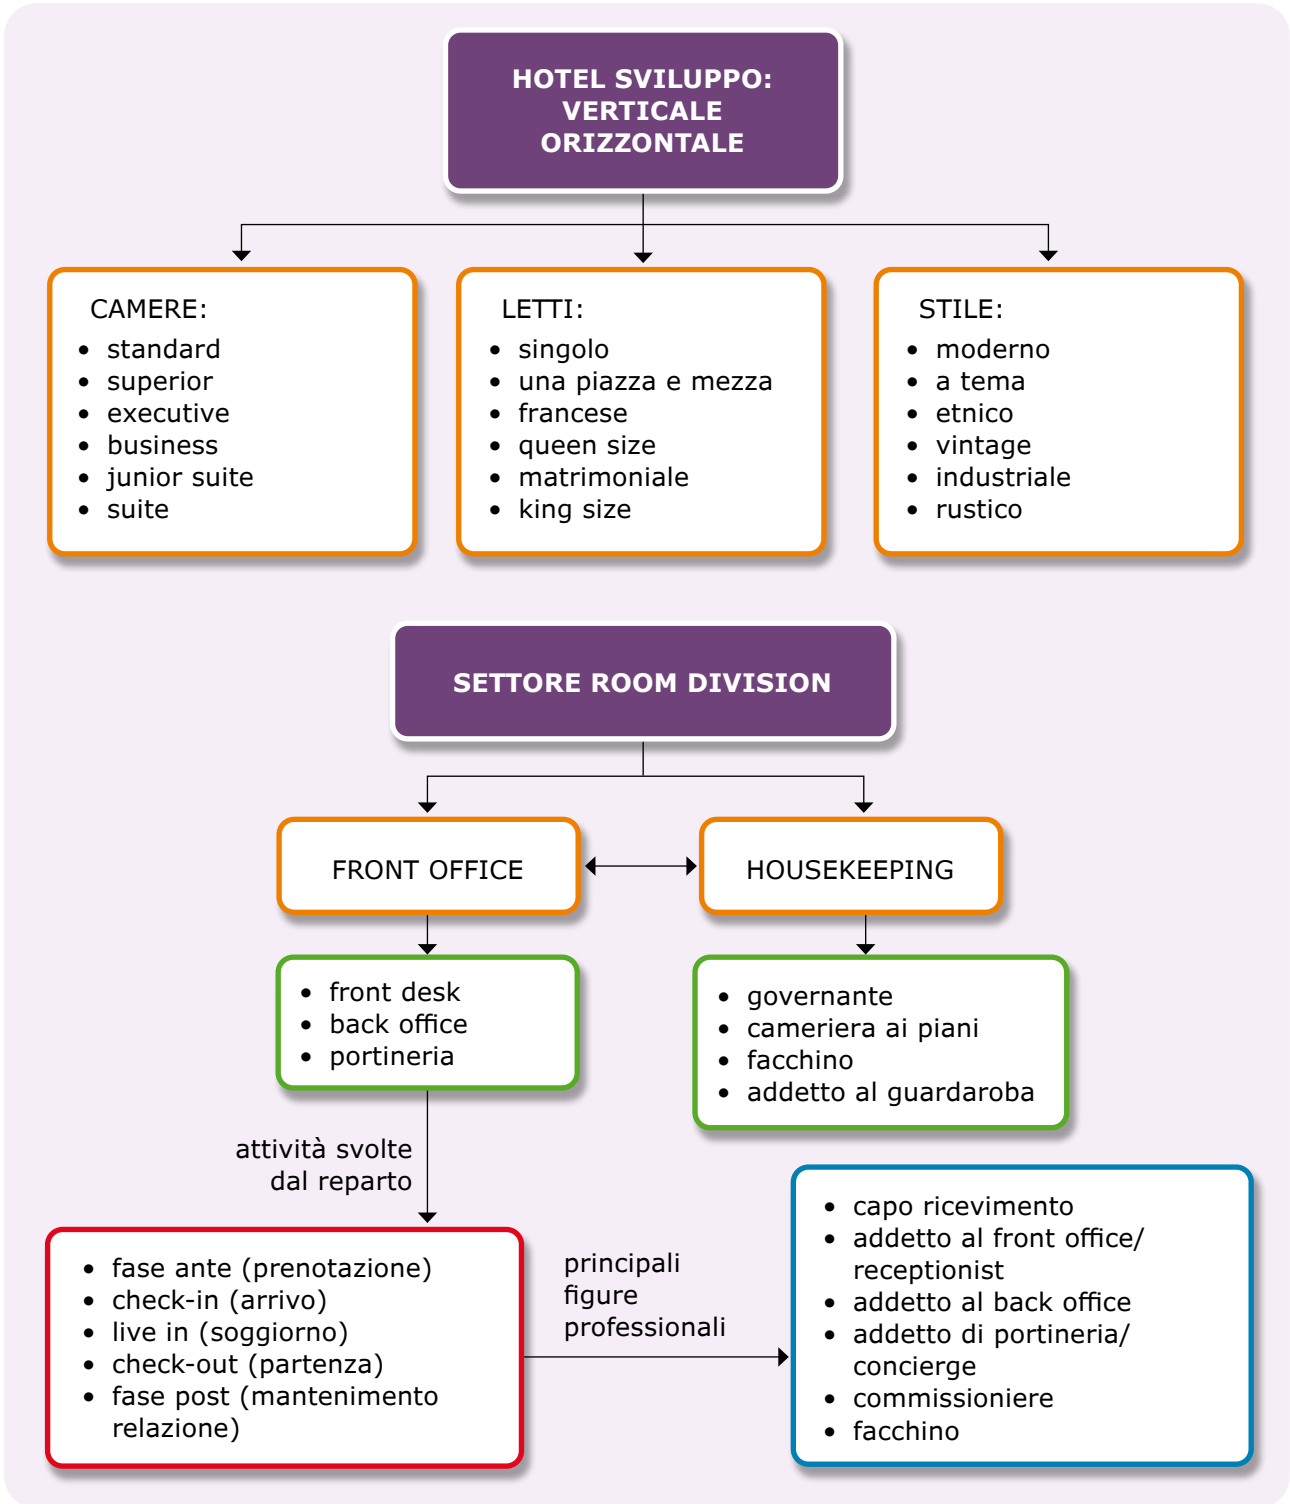 HOTEL SVILUPPO:
VERTICALE
ORIZZONTALE
CAMERE:
• standard
• superior
• executive
• business
• junior suite
• suite
LETTI:
• singolo
• una piazza e mezza
• francese
• queen size
• matrimoniale
• king size
STILE:
• moderno
• a tema
• etnico
• vintage
• industriale
• rustico
SETTORE ROOM DIVISION
FRONT OFFICE
HOUSEKEEPING
• front desk
• back office
• portineria
• governante
• cameriera ai piani
• facchino
• addetto al guardaroba
attività svolte
dal reparto
• fase ante (prenotazione)
• check-in (arrivo)
• live in (soggiorno)
• check-out (partenza)
• fase post (mantenimento
relazione)
principali
figure
professionali
• capo ricevimento
• addetto al front office/
receptionist
• addetto al back office
• addetto di portineria/
concierge
• commissioniere
• facchino